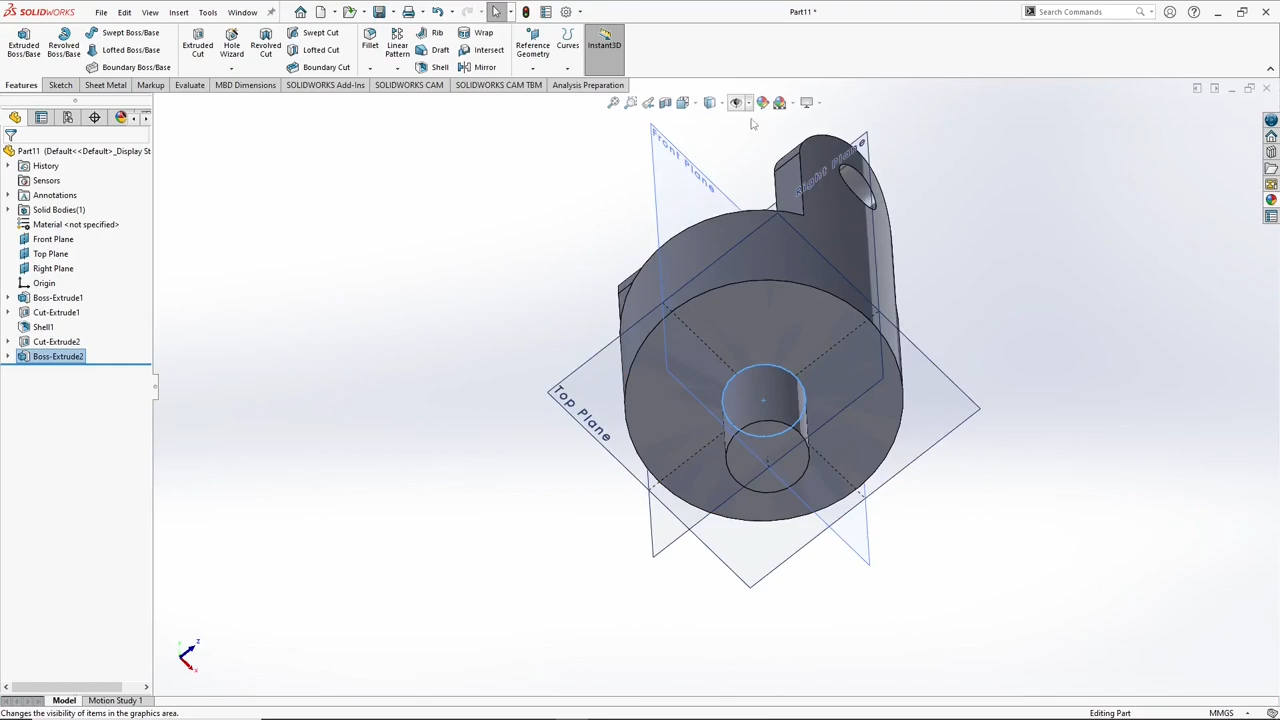 SOLIDWORKS File Edit View Insert Tools Window Part11 * Search Commands
Extruded Boss/Base Revolved Boss/Base Swept Boss/Base Lofted Boss/Base Boundary Boss/Base Extruded Cut Hole Wizard Revolved Cut Swept Cut Lofted Cut Boundary Cut Fillet Linear Pattern Rib Draft Shell Wrap Intersect Mirror Reference Geometry Curves Instant3D
Features Sketch Sheet Metal Markup Evaluate MBD Dimensions SOLIDWORKS Add-Ins SOLIDWORKS CAM SOLIDWORKS CAM TBM Analysis Preparation
Part11 (Default<<Default>_Display St
History
Sensors
Annotations
Solid Bodies(1)
Material <not specified>
Front Plane
Top Plane
Right Plane
Origin
Boss-Extrude1
Cut-Extrude1
Shell1
Cut-Extrude2
Boss-Extrude2
Front Plane
Right Plane
Top Plane
z
x
Model Motion Study 1
Changes the visibility of items in the graphics area. Editing Part MMGS